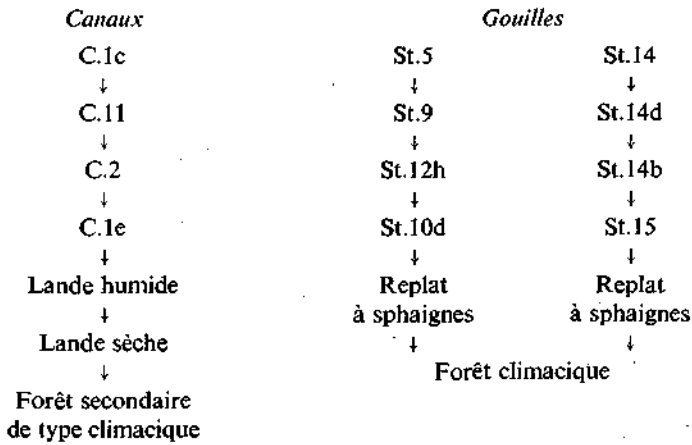 Canaux Gouilles
C.1c St.5 St.14
↓ ↓ ↓
C.11 St.9 St.14d
↓ ↓ ↓
C.2 St.12h St.14b
↓ ↓ ↓
C.1e St.10d St.15
↓ ↓ ↓
Lande humide Replat Replat
↓ à sphaignes à sphaignes
Lande sèche ↓ ↓
↓ Forêt climacique
Forêt secondaire
de type climacique